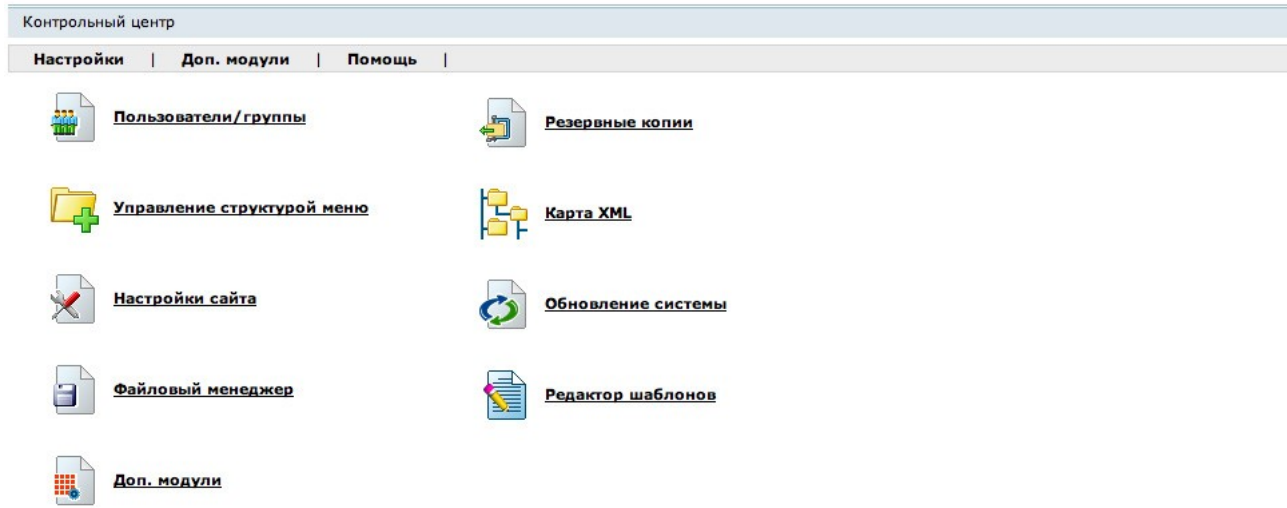 Контрольный центр
Настройки | Доп. модули | Помощь |
Пользователи/группы
Резервные копии
Управление структурой меню
Карта XML
Настройки сайта
Обновление системы
Файловый менеджер
Редактор шаблонов
Доп. модули